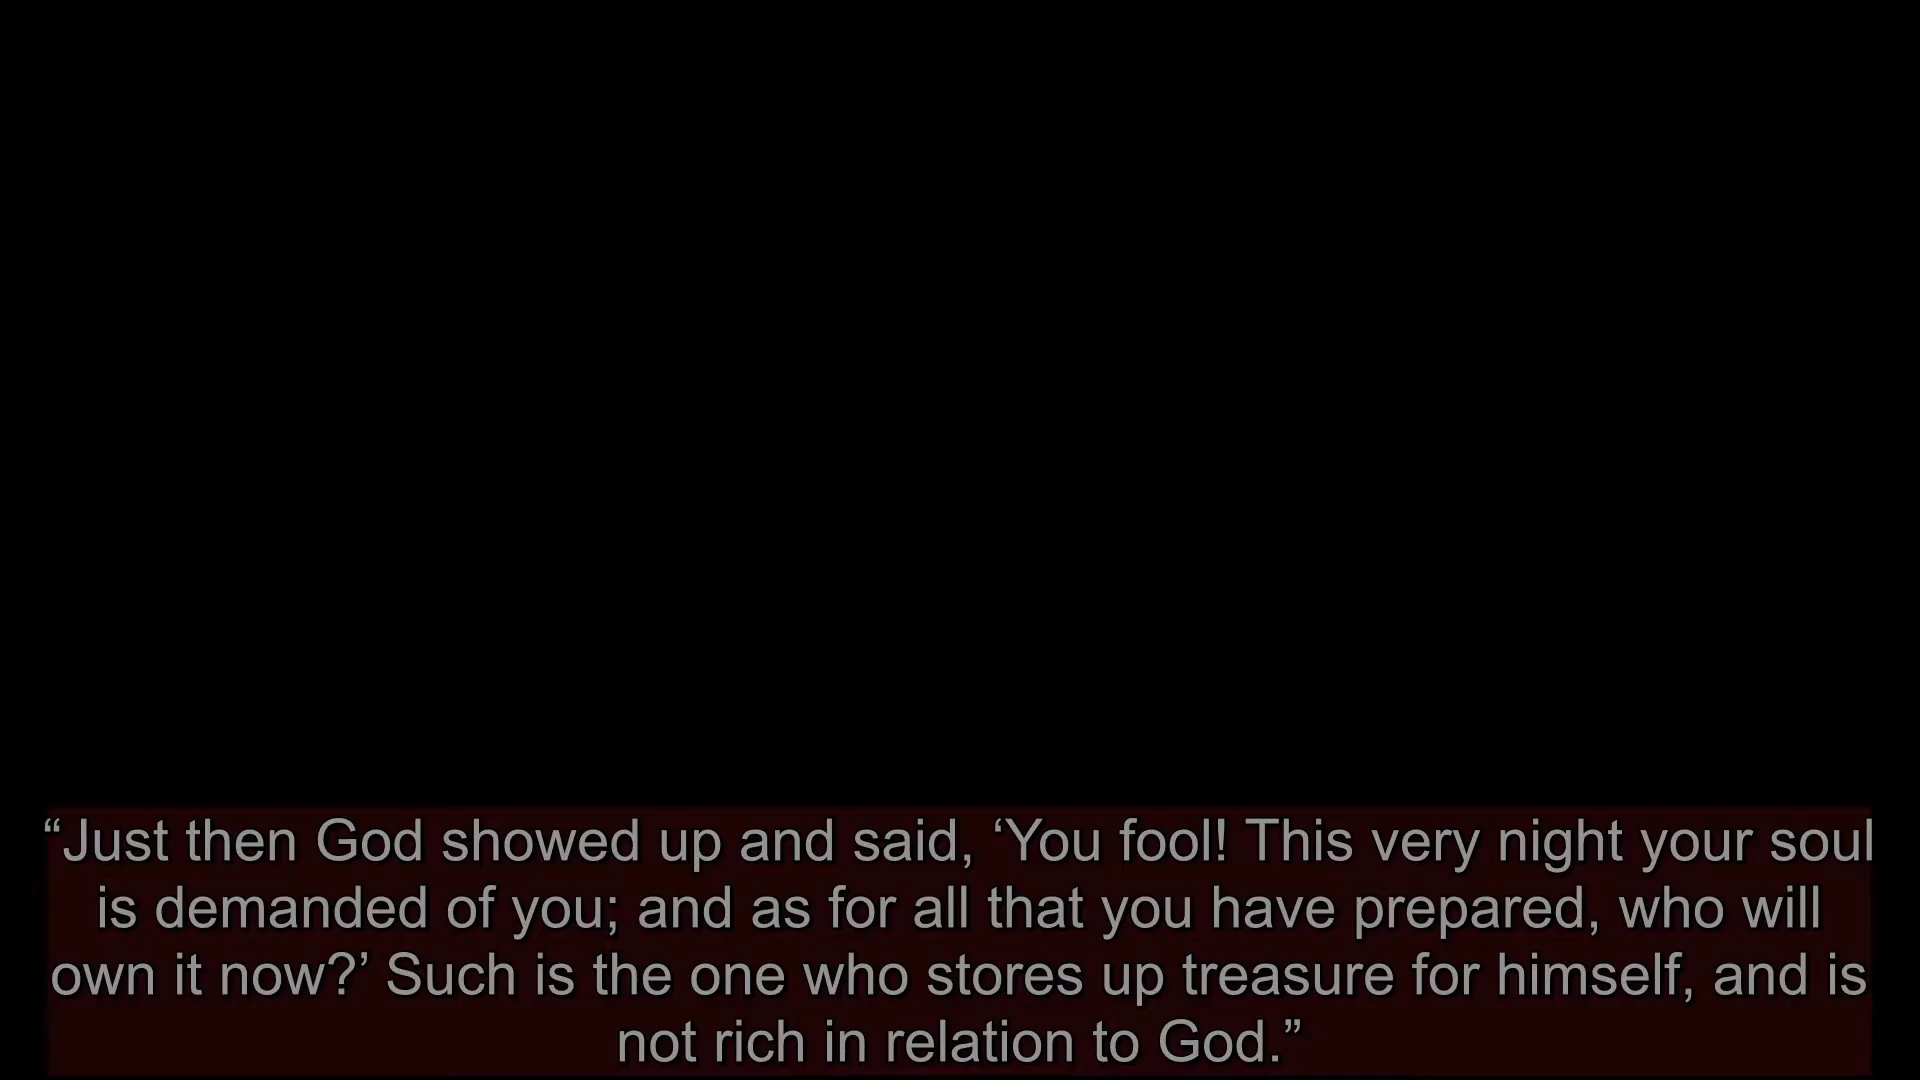 “Just then God showed up and said, ‘You fool! This very night your soul
is demanded of you; and as for all that you have prepared, who will
own it now?’ Such is the one who stores up treasure for himself, and is
not rich in relation to God.”